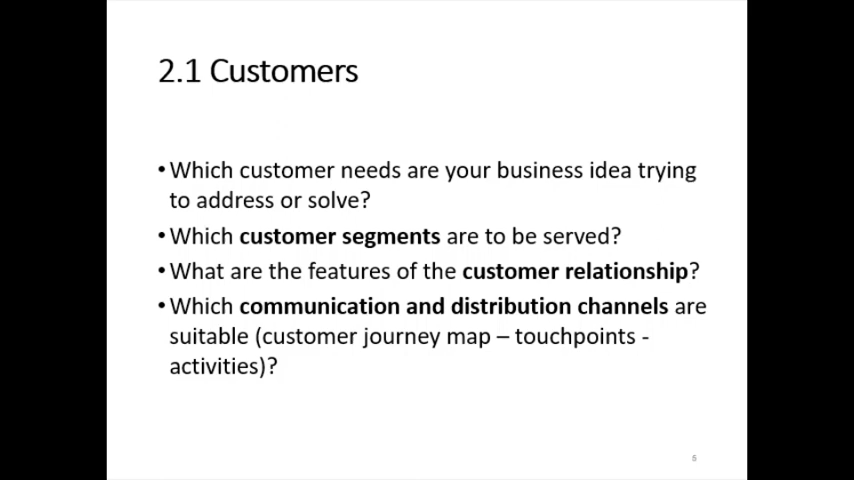 2.1 Customers
•Which customer needs are your business idea trying
to address or solve?
•Which customer segments are to be served?
•What are the features of the customer relationship?
•Which communication and distribution channels are
suitable (customer journey map – touchpoints -
activities)?
5